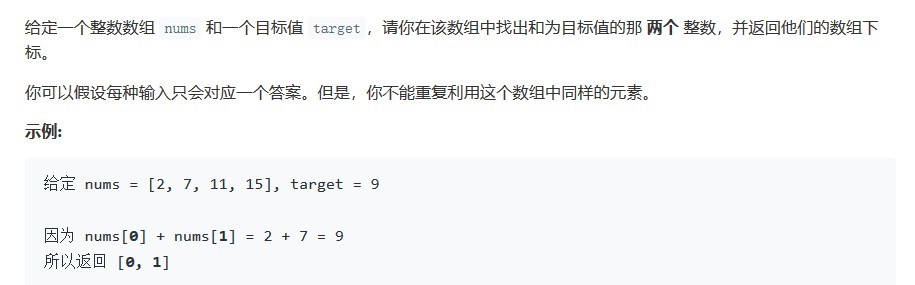 给定一个整数数组 nums 和一个目标值 target，请你在该数组中找出和为目标值的那 两个 整数，并返回他们的数组下
标。
你可以假设每种输入只会对应一个答案。但是，你不能重复利用这个数组中同样的元素。
示例:
给定 nums = [2, 7, 11, 15], target = 9
因为 nums[0] + nums[1] = 2 + 7 = 9
所以返回 [0, 1]